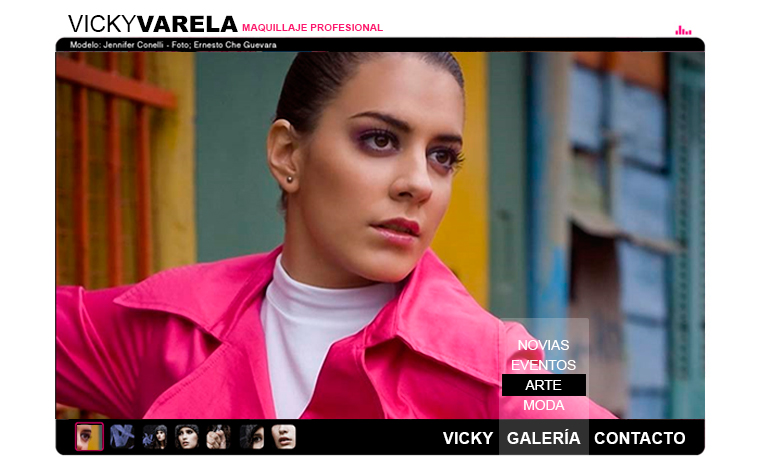 VICKYVARELA MAQUILLAJE PROFESIONAL
Modelo: Jennifer Conelli - Foto; Ernesto Che Guevara
NOVIAS
EVENTOS
ARTE
MODA
VICKY GALERÍA CONTACTO